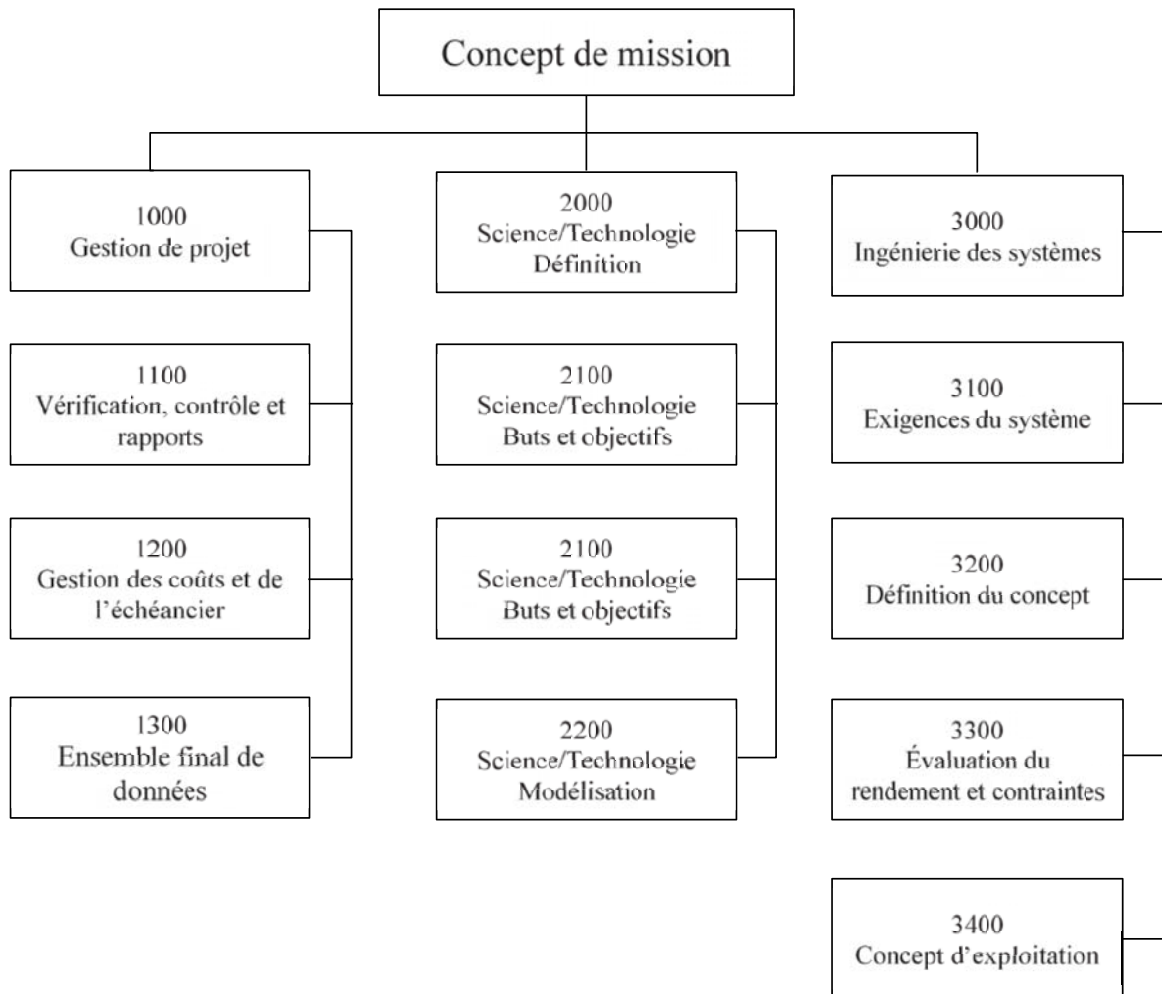 Concept de mission
1000
Gestion de projet
1100
Vérification, contrôle et
rapports
1200
Gestion des coûts et de
l'échéancier
1300
Ensemble final de
données
2000
Science/Technologie
Définition
2100
Science/Technologie
Buts et objectifs
2100
Science/Technologie
Buts et objectifs
2200
Science/Technologie
Modélisation
3000
Ingénierie des systèmes
3100
Exigences du système
3200
Définition du concept
3300
Évaluation du
rendement et contraintes
3400
Concept d'exploitation